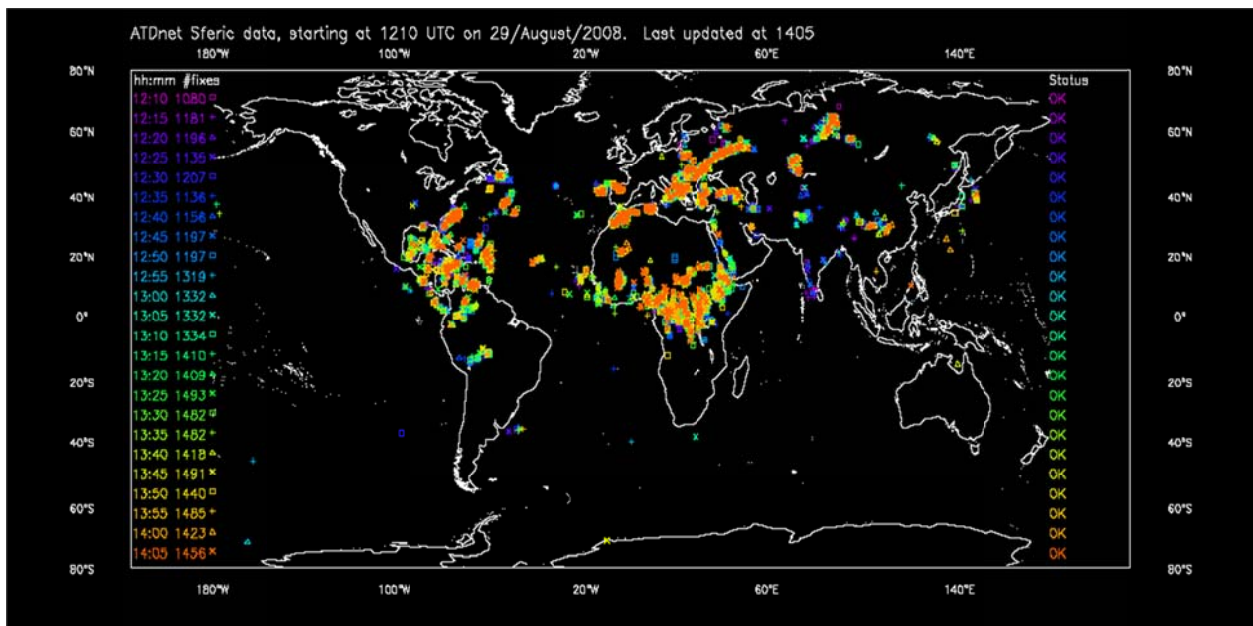 ATDnet Sferic data, starting at 1210 UTC on 29/August/2008. Last updated at 1405
180°W 100°W 20°W 60°E 140°E
80°N hh:mm #fixes Status 80°N
12:10 1080 OK
12:15 1181 OK
60°N 12:20 1196 OK 60°N
12:25 1135 OK
12:30 1207 OK
40°N 12:35 1136 OK 40°N
12:40 1156 OK
12:45 1197 OK
20°N 12:50 1197 OK 20°N
12:55 1319 OK
13:00 1332 OK
0° 13:05 1332 OK 0°
13:10 1334 OK
13:15 1410 OK
20°S 13:20 1409 OK 20°S
13:25 1493 OK
13:30 1482 OK
40°S 13:35 1482 OK 40°S
13:40 1418 OK
13:45 1491 OK
60°S 13:50 1440 OK 60°S
13:55 1485 OK
14:00 1423 OK
14:05 1456 OK
80°S 80°S
180°W 100°W 20°W 60°E 140°E